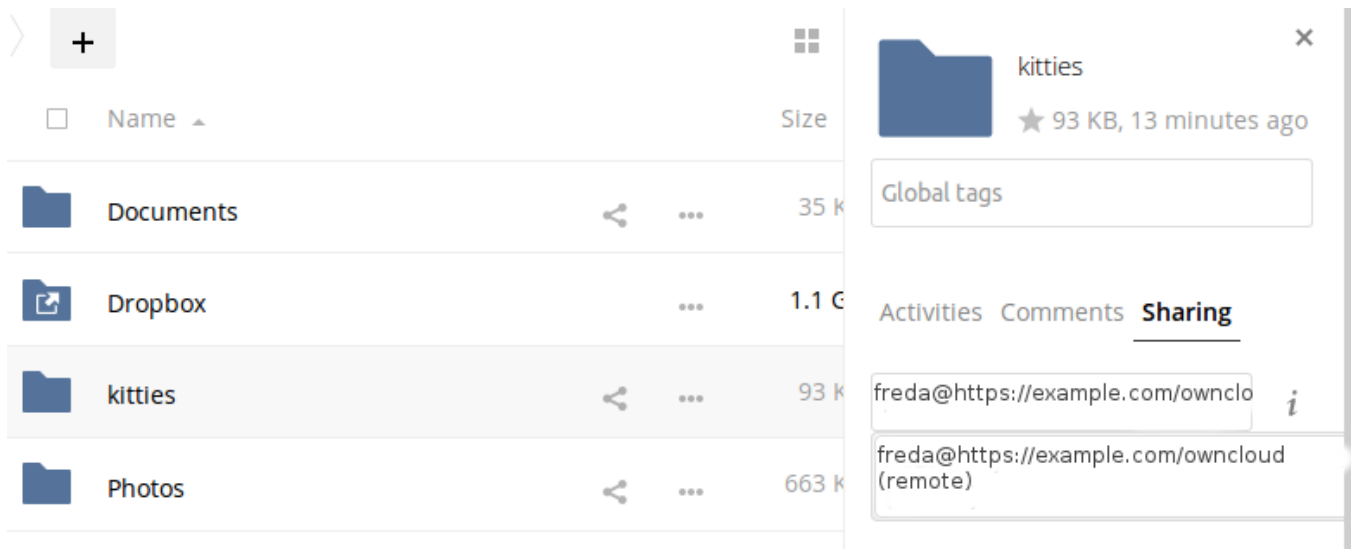 +
Name
Size
Documents
35 K
Dropbox
1.1 G
kitties
93 K
Photos
663 K
kitties
93 KB, 13 minutes ago
Global tags
Activities Comments Sharing
freda@https://example.com/ownclo
i
freda@https://example.com/owncloud
(remote)